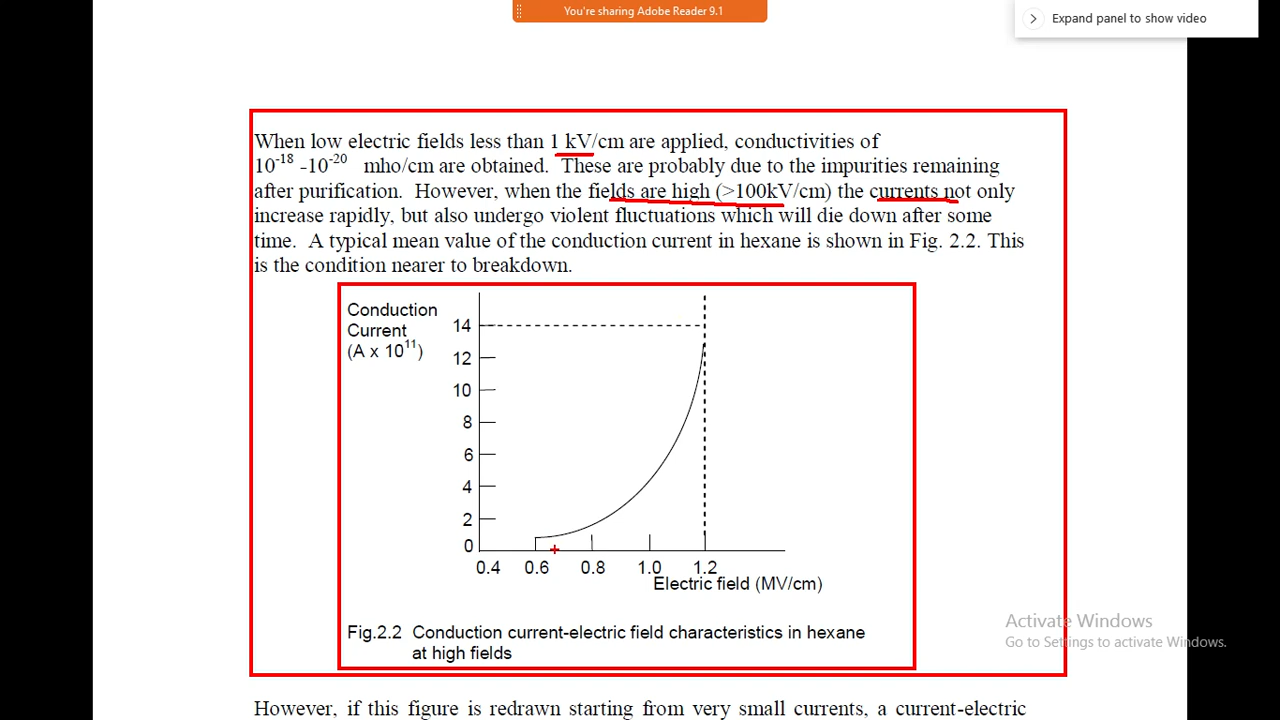 You're sharing Adobe Reader 9.1
Expand panel to show video
When low electric fields less than 1 kV/cm are applied, conductivities of
10⁻¹⁸ -10⁻²⁰ mho/cm are obtained. These are probably due to the impurities remaining
after purification. However, when the fields are high (>100kV/cm) the currents not only
increase rapidly, but also undergo violent fluctuations which will die down after some
time. A typical mean value of the conduction current in hexane is shown in Fig. 2.2. This
is the condition nearer to breakdown.
Conduction
Current
(A x 10¹¹)
14
12
10
8
6
4
2
0
0.4 0.6 0.8 1.0 1.2
Electric field (MV/cm)
Fig.2.2 Conduction current-electric field characteristics in hexane
at high fields
Activate Windows
Go to Settings to activate Windows.
However, if this figure is redrawn starting from very small currents, a current-electric